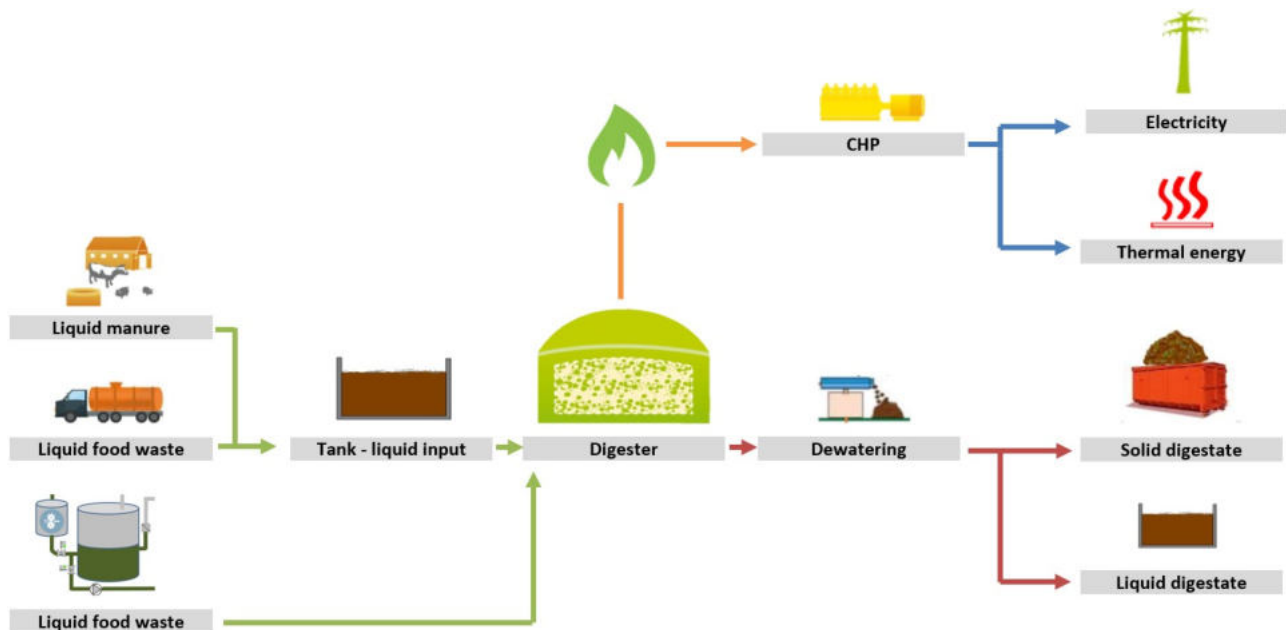 Electricity
CHP
Thermal energy
Liquid manure
Liquid food waste
Tank - liquid input
Digester
Dewatering
Solid digestate
Liquid digestate
Liquid food waste